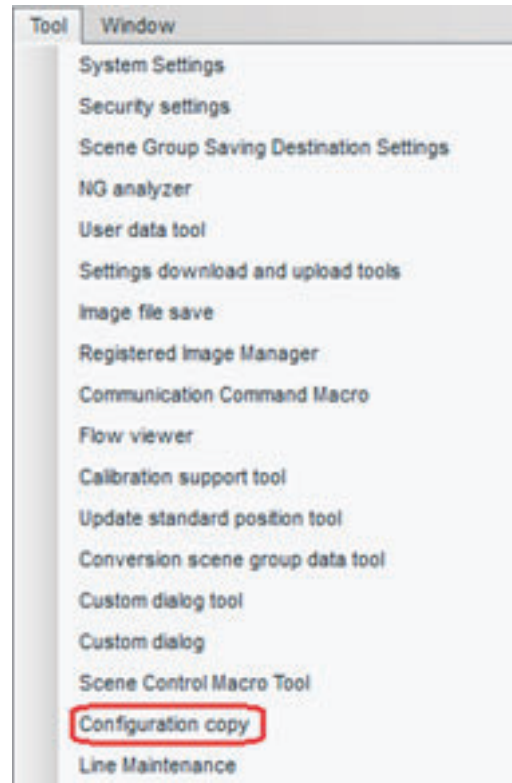 Tool Window
System Settings
Security settings
Scene Group Saving Destination Settings
NG analyzer
User data tool
Settings download and upload tools
Image file save
Registered Image Manager
Communication Command Macro
Flow viewer
Calibration support tool
Update standard position tool
Conversion scene group data tool
Custom dialog tool
Custom dialog
Scene Control Macro Tool
Configuration copy
Line Maintenance